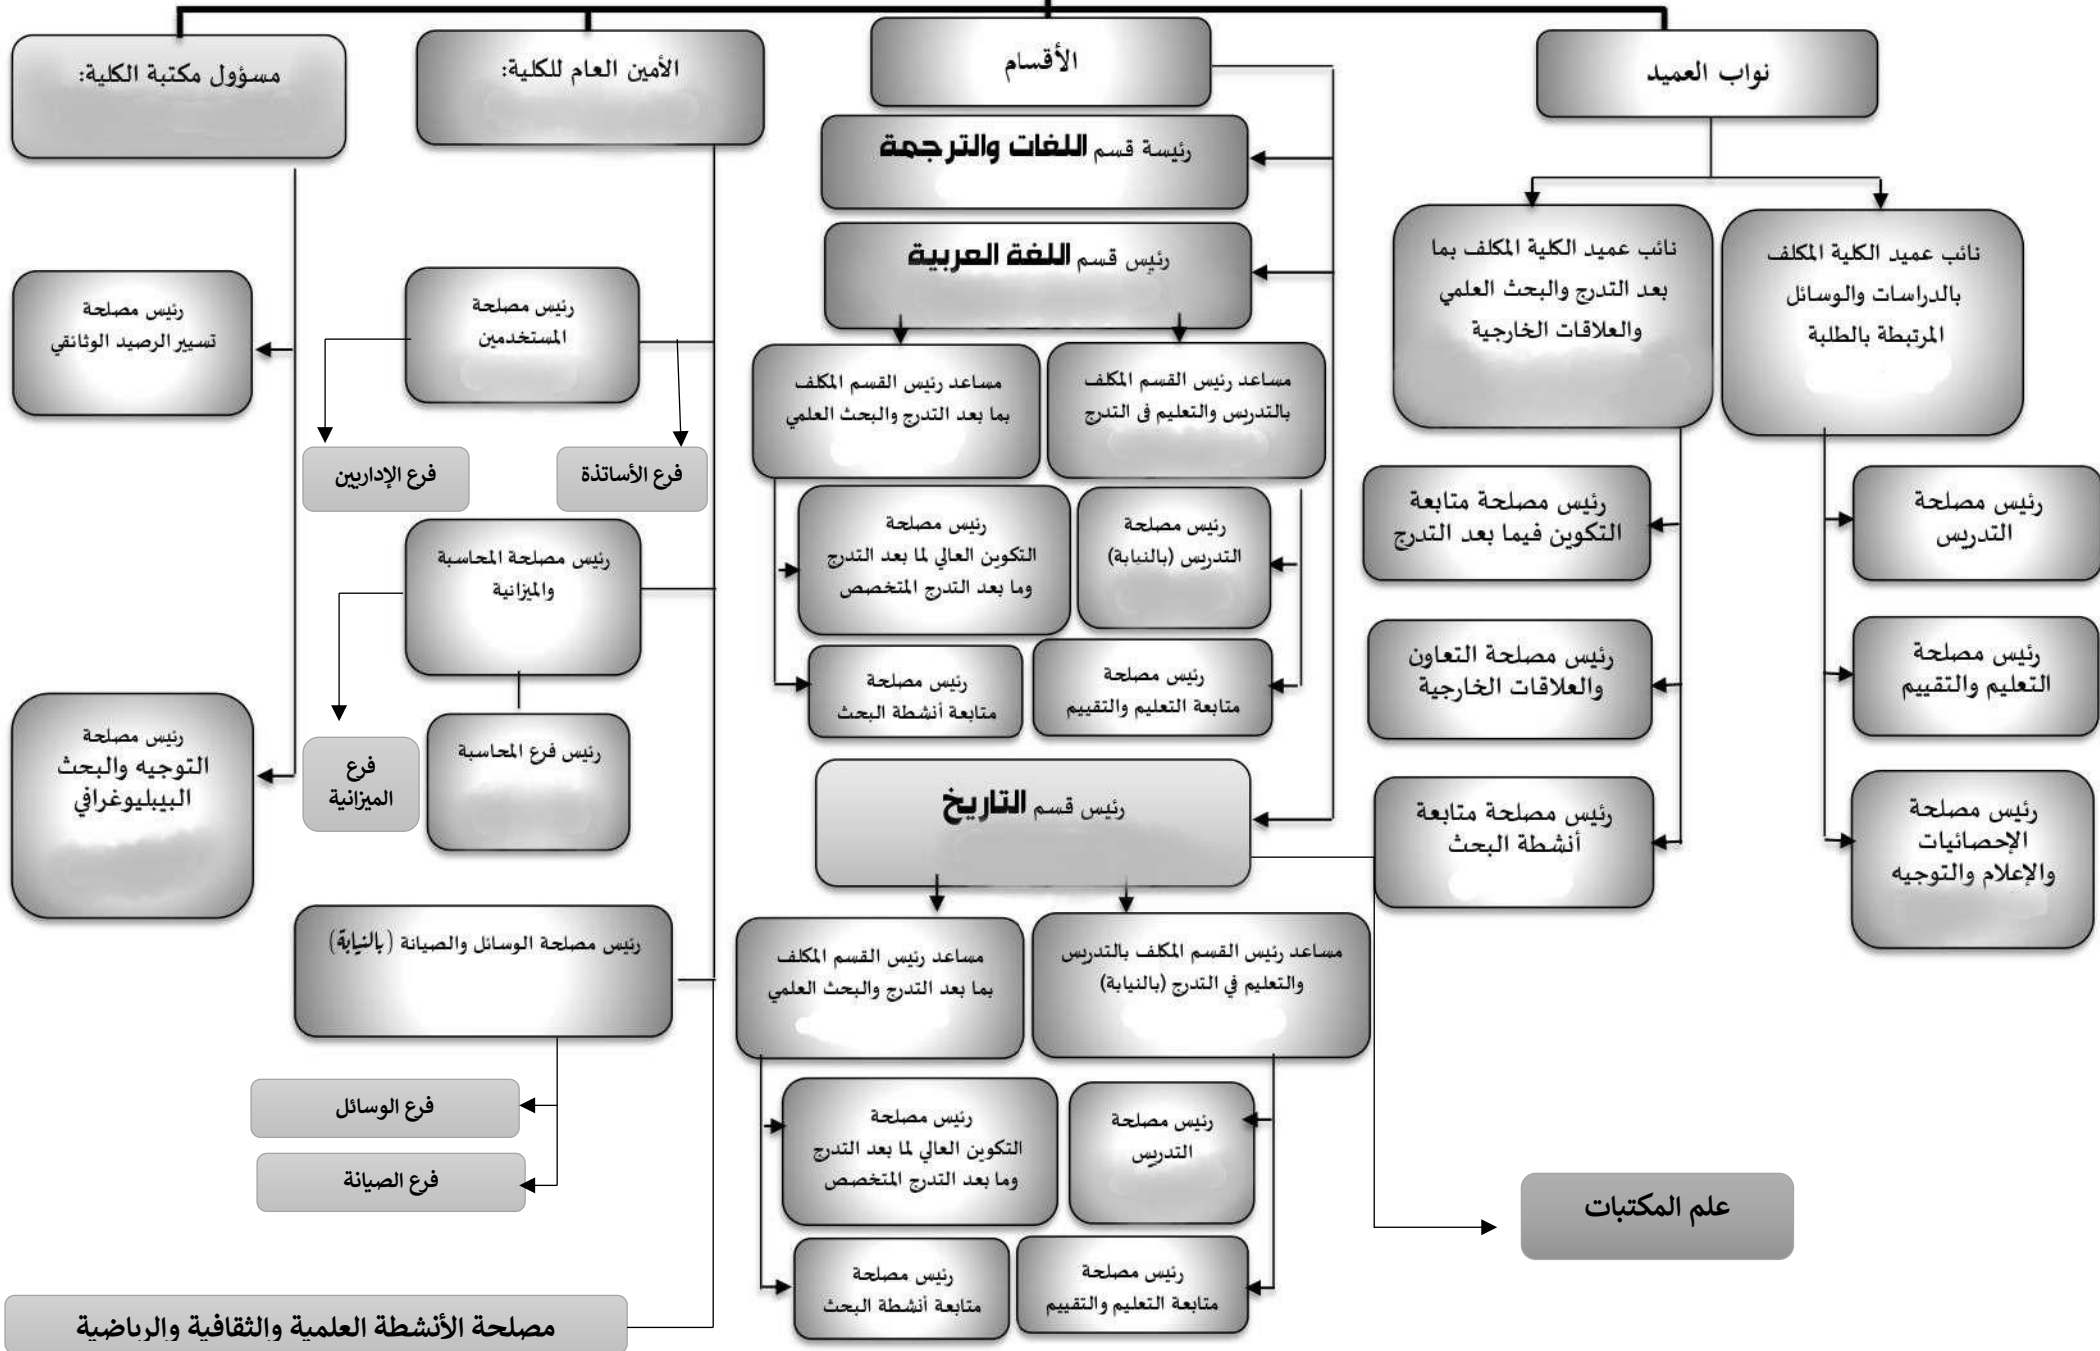 نواب العميد
الأقسام
الأمين العام للكلية:
مسؤول مكتبة الكلية:
نائب عميد الكلية المكلف
بالدراسات والوسائل
المرتبطة بالطلبة
نائب عميد الكلية المكلف بما
بعد التدرج والبحث العلمي
والعلاقات الخارجية
رئيس مصلحة
التدريس
رئيس مصلحة
التعليم والتقييم
رئيس مصلحة
الإحصائيات
والإعلام والتوجيه
رئيس مصلحة متابعة
التكوين فيما بعد التدرج
رئيس مصلحة التعاون
والعلاقات الخارجية
رئيس مصلحة متابعة
أنشطة البحث
رئيسة قسم اللغات والترجمة
رئيس قسم اللغة العربية
مساعد رئيس القسم المكلف
بالتدريس والتعليم في التدرج
مساعد رئيس القسم المكلف
بما بعد التدرج والبحث العلمي
رئيس مصلحة
التدريس (بالنيابة)
رئيس مصلحة
التكوين العالي لما بعد التدرج
وما بعد التدرج المتخصص
رئيس مصلحة
متابعة التعليم والتقييم
رئيس مصلحة
متابعة أنشطة البحث
رئيس قسم التاريخ
مساعد رئيس القسم المكلف بالتدريس
والتعليم في التدرج (بالنيابة)
مساعد رئيس القسم المكلف
بما بعد التدرج والبحث العلمي
رئيس مصلحة
التدريس
رئيس مصلحة
التكوين العالي لما بعد التدرج
وما بعد التدرج المتخصص
رئيس مصلحة
متابعة التعليم والتقييم
رئيس مصلحة
متابعة أنشطة البحث
علم المكتبات
رئيس مصلحة
المستخدمين
فرع الأساتذة
فرع الإداريين
رئيس مصلحة المحاسبة
والميزانية
رئيس فرع المحاسبة
فرع
الميزانية
رئيس مصلحة الوسائل والصيانة (بالنيابة)
فرع الوسائل
فرع الصيانة
مصلحة الأنشطة العلمية والثقافية والرياضية
رئيس مصلحة
تسيير الرصيد الوثائقي
رئيس مصلحة
التوجيه والبحث
البيبليوغرافي